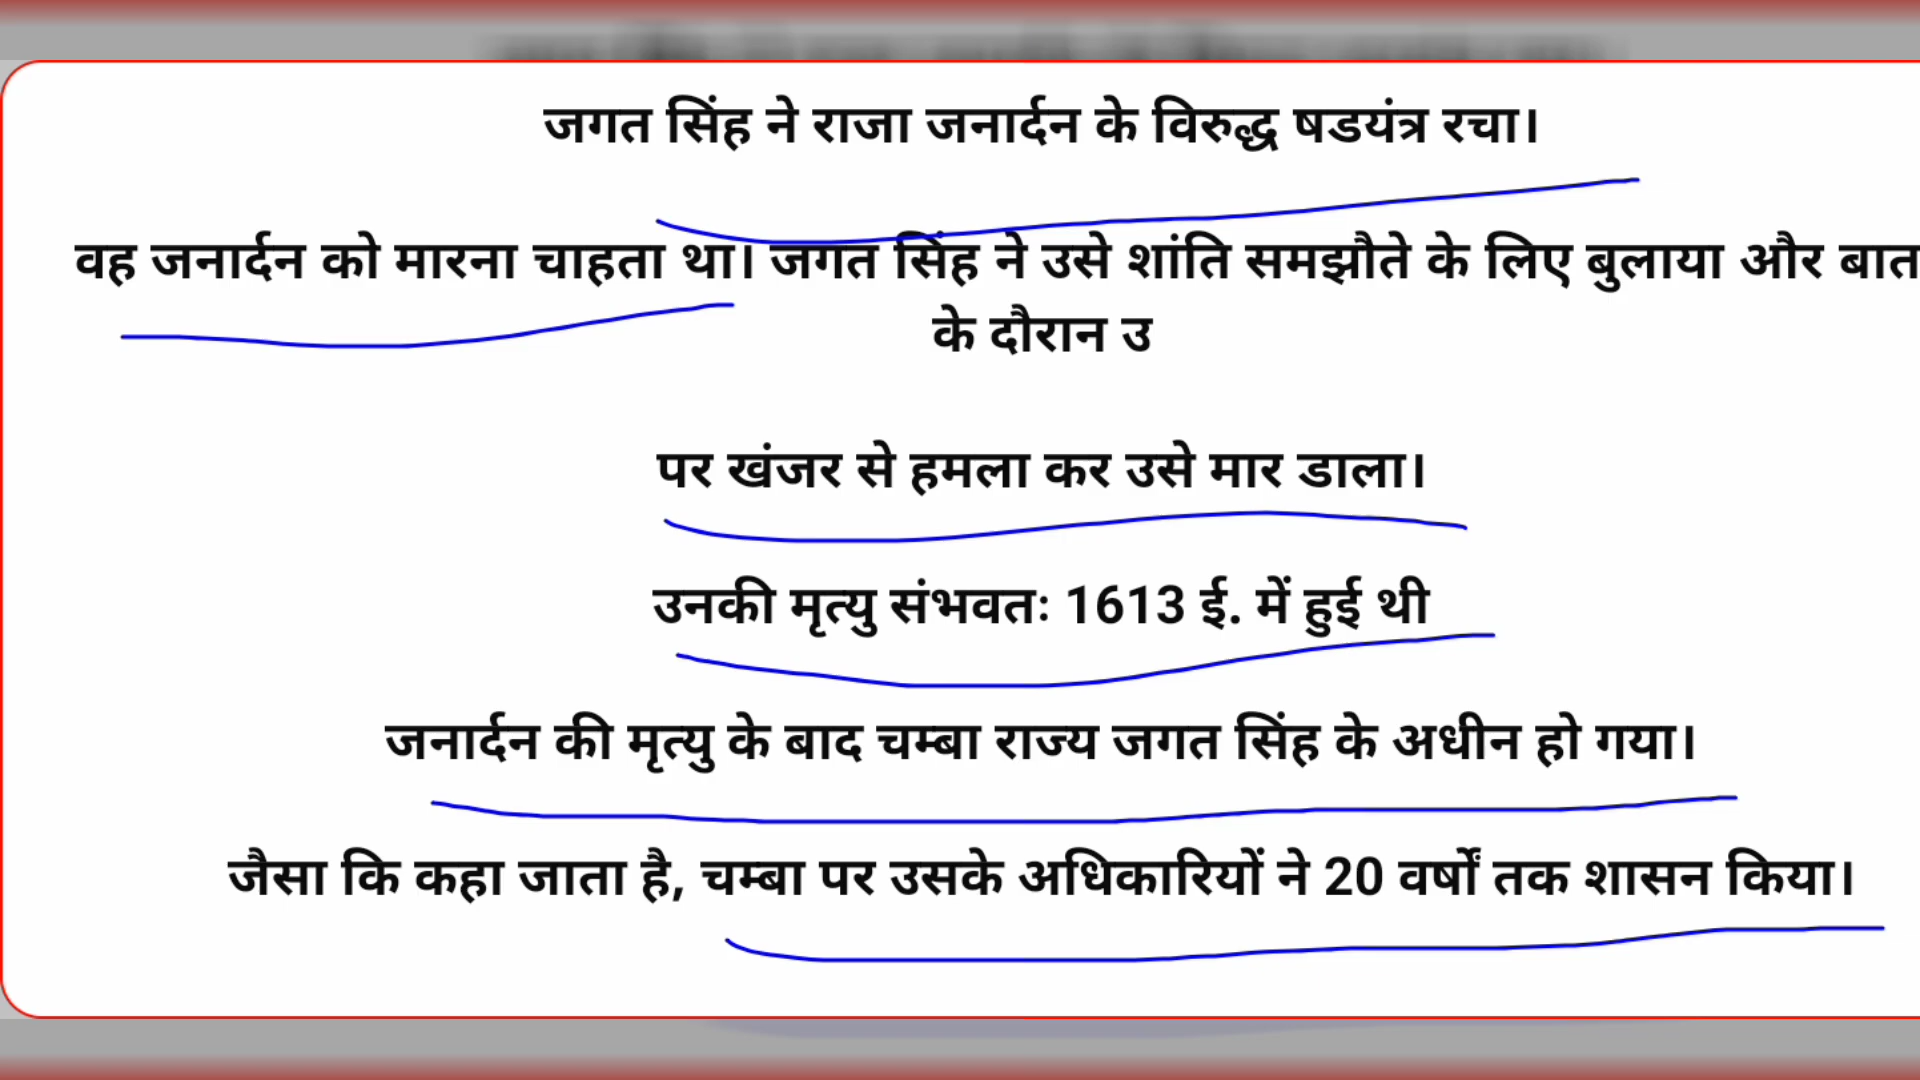 जगत सिंह ने राजा जनार्दन के विरुद्ध षडयंत्र रचा।
वह जनार्दन को मारना चाहता था। जगत सिंह ने उसे शांति समझौते के लिए बुलाया और बात
के दौरान उ
पर खंजर से हमला कर उसे मार डाला।
उनकी मृत्यु संभवतः 1613 ई. में हुई थी
जनार्दन की मृत्यु के बाद चम्बा राज्य जगत सिंह के अधीन हो गया।
जैसा कि कहा जाता है, चम्बा पर उसके अधिकारियों ने 20 वर्षों तक शासन किया।